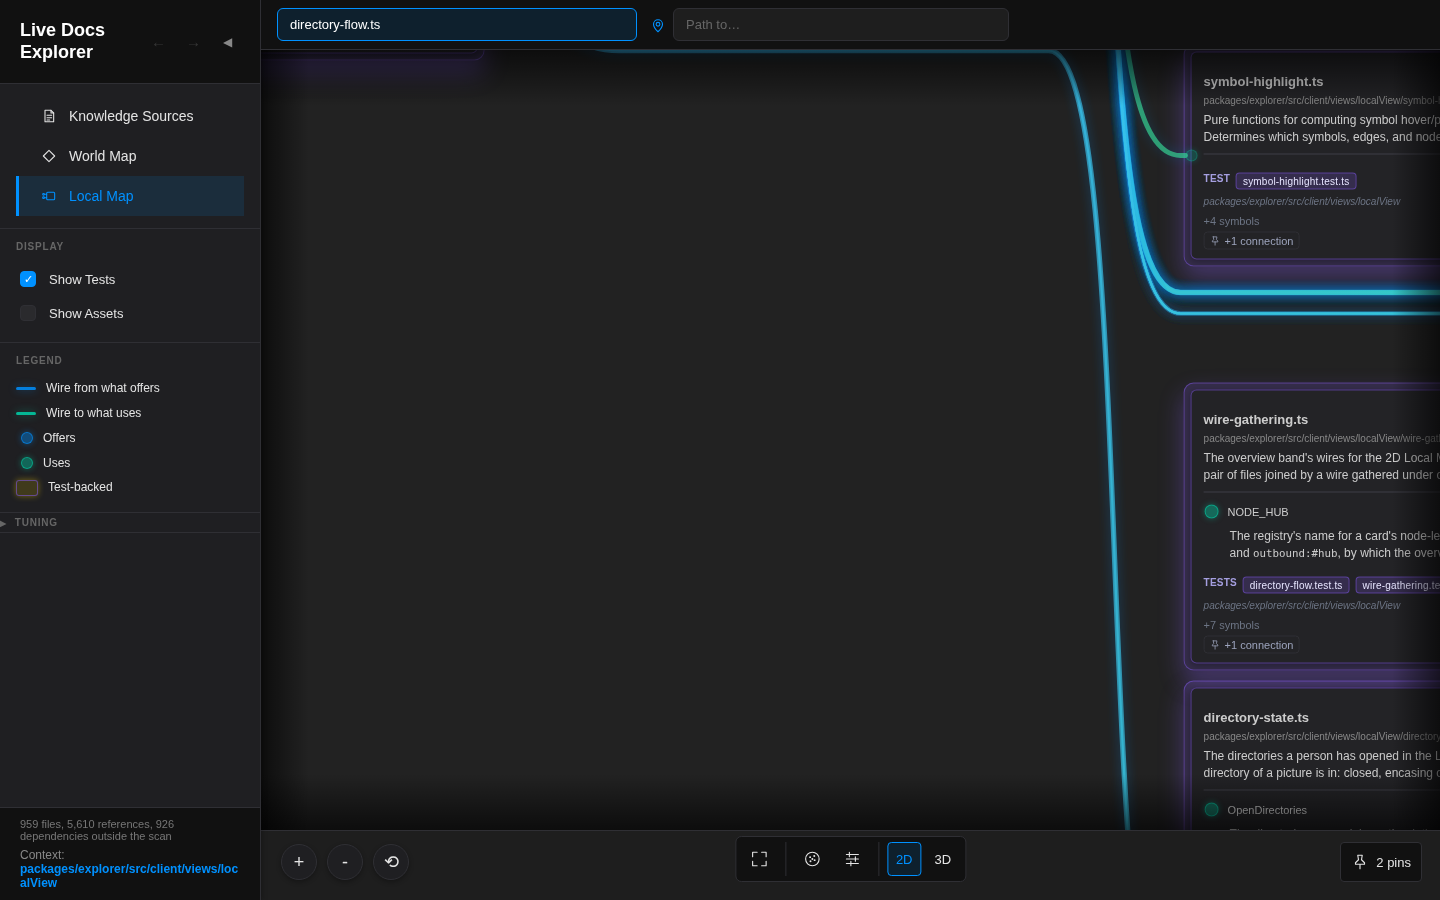 Live Docs
Explorer
Knowledge Sources
World Map
Local Map
DISPLAY
Show Tests
Show Assets
LEGEND
Wire from what offers
Wire to what uses
Offers
Uses
Test-backed
TUNING
959 files, 5,610 references, 926
dependencies outside the scan
Context:
packages/explorer/src/client/views/loc
alView
directory-flow.ts
Path to…
symbol-highlight.ts
packages/explorer/src/client/views/localView/symbol-
Pure functions for computing symbol hover/p
Determines which symbols, edges, and node
TEST symbol-highlight.test.ts
packages/explorer/src/client/views/localView
+4 symbols
+1 connection
wire-gathering.ts
packages/explorer/src/client/views/localView/wire-gat
The overview band's wires for the 2D Local
pair of files joined by a wire gathered under
NODE_HUB
The registry's name for a card's node-le
and outbound:#hub, by which the over
TESTS directory-flow.test.ts wire-gathering.te
packages/explorer/src/client/views/localView
+7 symbols
+1 connection
directory-state.ts
packages/explorer/src/client/views/localView/directory
The directories a person has opened in the L
directory of a picture is in: closed, encasing
OpenDirectories
+
-
2D
3D
2 pins